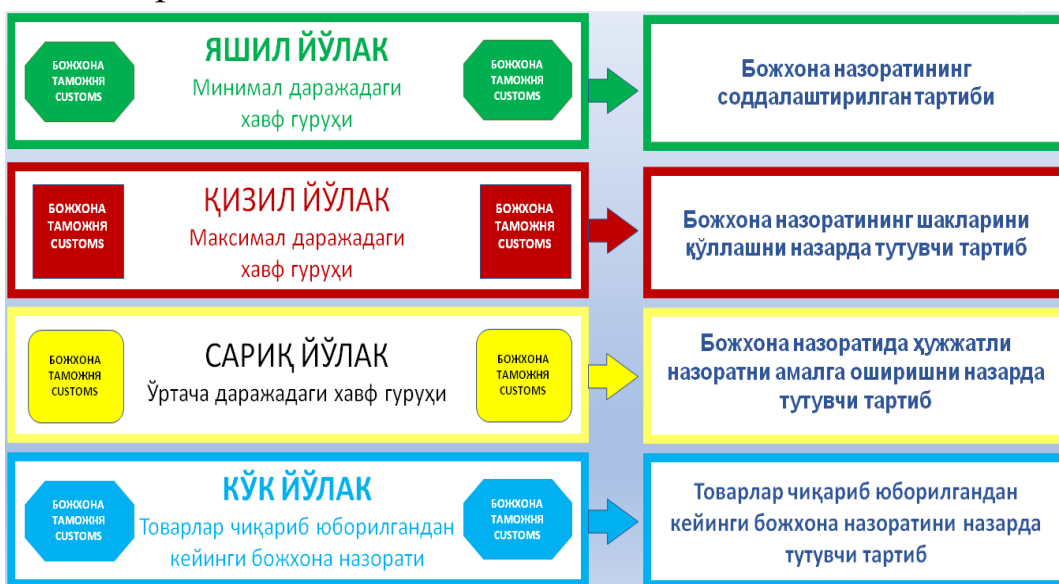 БОЖХОНА
ТАМОЖНЯ
CUSTOMS
ЯШИЛ ЙЎЛАК
Минимал даражадаги
хавф гуруҳи
БОЖХОНА
ТАМОЖНЯ
CUSTOMS
Божхона назоратининг
соддалаштирилган тартиби
БОЖХОНА
ТАМОЖНЯ
CUSTOMS
ҚИЗИЛ ЙЎЛАК
Максимал даражадаги
хавф гуруҳи
БОЖХОНА
ТАМОЖНЯ
CUSTOMS
Божхона назоратининг шакларини
қўллашни назарда тутувчи тартиб
БОЖХОНА
ТАМОЖНЯ
CUSTOMS
САРИҚ ЙЎЛАК
Ўртача даражадаги хавф гуруҳи
БОЖХОНА
ТАМОЖНЯ
CUSTOMS
Божхона назоратида ҳужжатли
назоратни амалга оширишни назарда
тутувчи тартиб
БОЖХОНА
ТАМОЖНЯ
CUSTOMS
КЎК ЙЎЛАК
Товарлар чиқариб юборилгандан
кейинги божхона назорати
БОЖХОНА
ТАМОЖНЯ
CUSTOMS
Товарлар чиқариб юборилгандан
кейинги божхона назоратини назарда
тутувчи тартиб